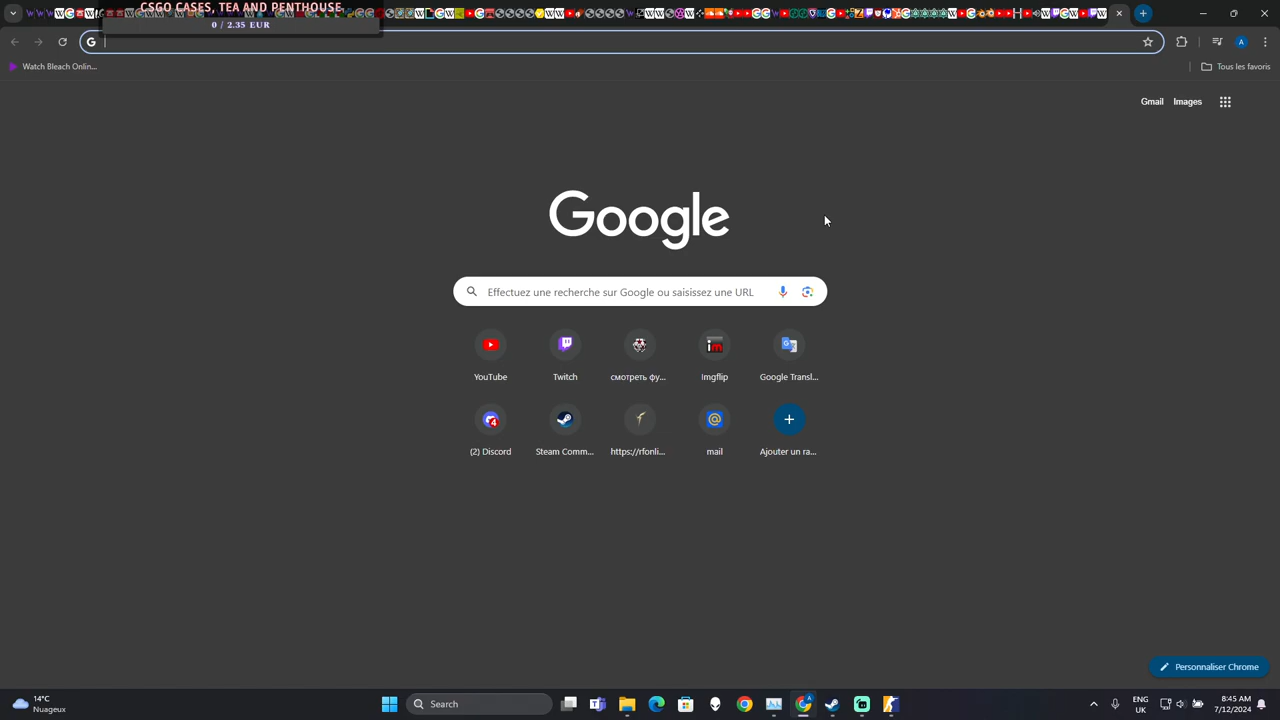 CSGO CASES, TEA AND PENTHOUSE.
0 / 2.35 EUR
Watch Bleach Online...
Tous les favoris
Gmail
Images
Google
Effectuez une recherche sur Google ou saisissez une URL
YouTube
Twitch
смотреть фу...
Imgflip
Google Transl...
(2) Discord
Steam Comm...
https://rfonli...
mail
Ajouter un ra...
Personnaliser Chrome
14°C
Nuageux
Search
ENG
UK
8:45 AM
7/12/2024